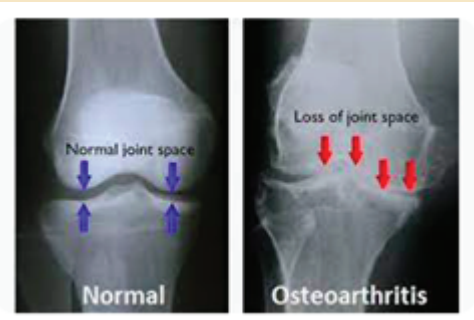 Normal joint space
Loss of joint space
Normal
Osteoarthritis